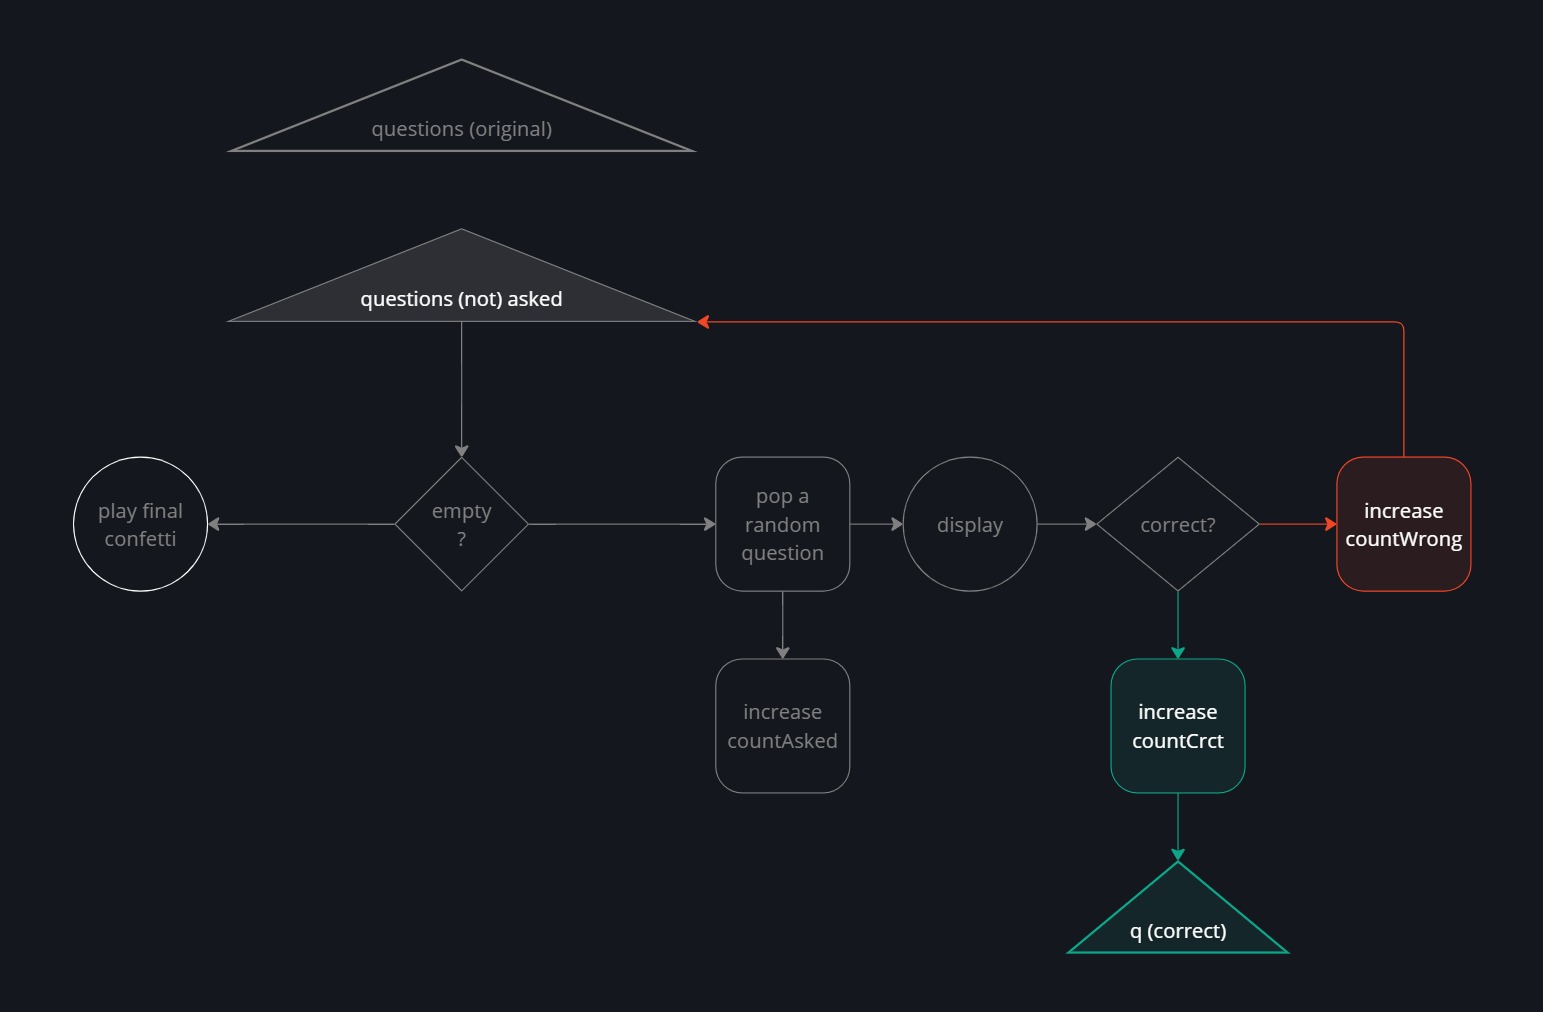 questions (original)
questions (not) asked
play final
confetti
empty
?
pop a
random
question
display
correct?
increase
countWrong
increase
countAsked
increase
countCrct
q (correct)